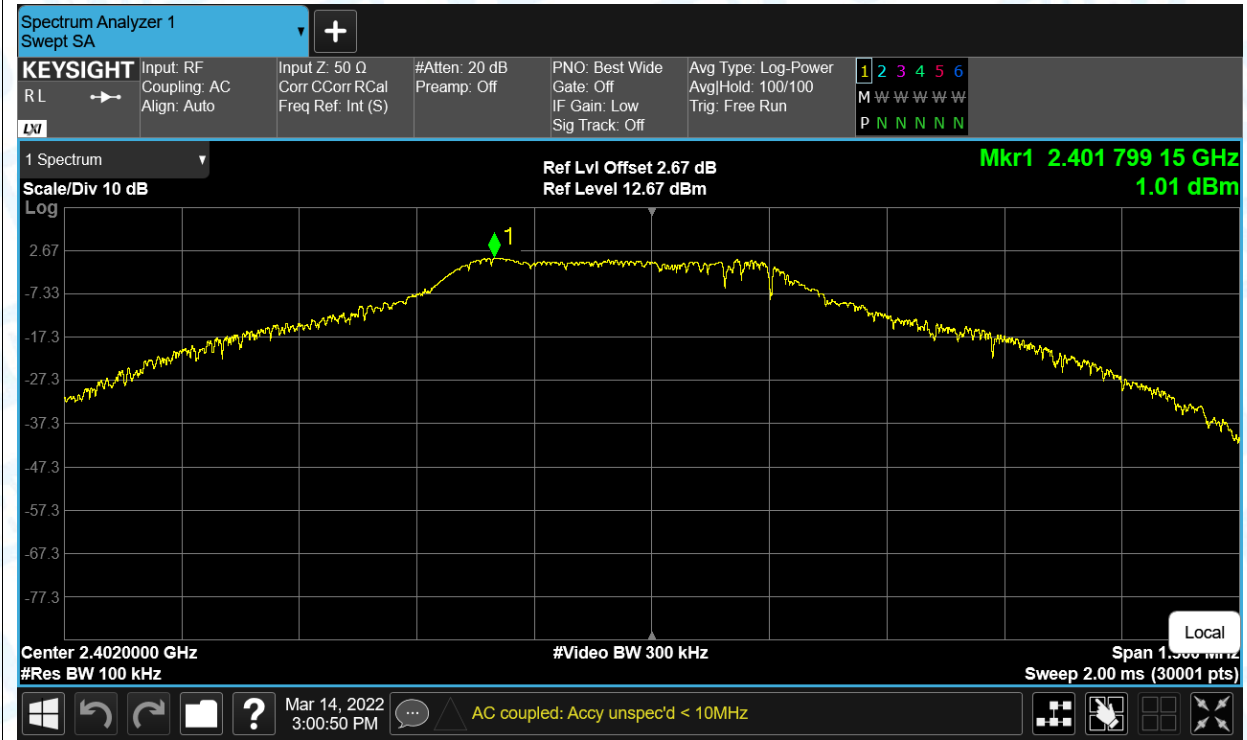 Spectrum Analyzer 1
Swept SA
KEYSIGHT
R L
LXI
Input: RF
Coupling: AC
Align: Auto
Input Z: 50 Ω
Corr CCorr RCal
Freq Ref: Int (S)
#Atten: 20 dB
Preamp: Off
PNO: Best Wide
Gate: Off
IF Gain: Low
Sig Track: Off
Avg Type: Log-Power
Avg|Hold: 100/100
Trig: Free Run
1 2 3 4 5 6
M W W W W W W
P N N N N N N
1 Spectrum
Scale/Div 10 dB
Log
Ref Lvl Offset 2.67 dB
Ref Level 12.67 dBm
Mkr1 2.401 799 15 GHz
1.01 dBm
1
2.67
-7.33
-17.3
-27.3
-37.3
-47.3
-57.3
-67.3
-77.3
Local
Center 2.4020000 GHz
#Video BW 300 kHz
Span
#Res BW 100 kHz
Sweep 2.00 ms (30001 pts)
?
Mar 14, 2022
3:00:50 PM
AC coupled: Accy unspec'd < 10MHz